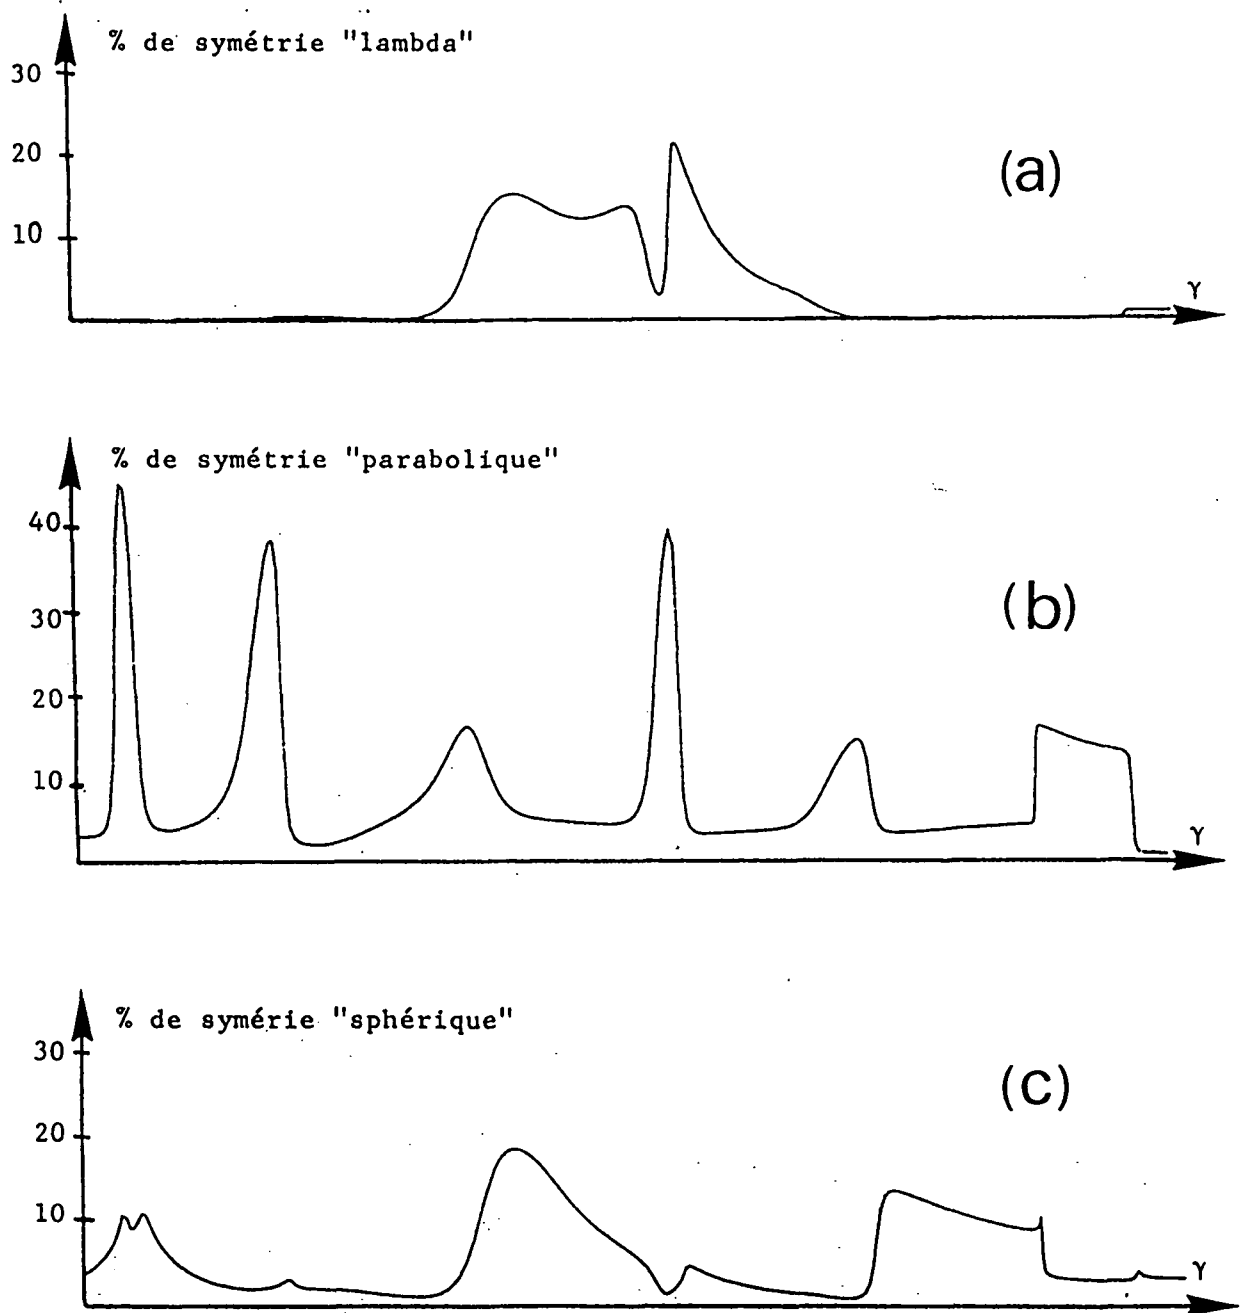 % de symétrie "lambda"
30
20
10
(a)
γ
% de symétrie "parabolique"
40
30
20
10
(b)
γ
% de symérie "sphérique"
30
20
10
(c)
γ